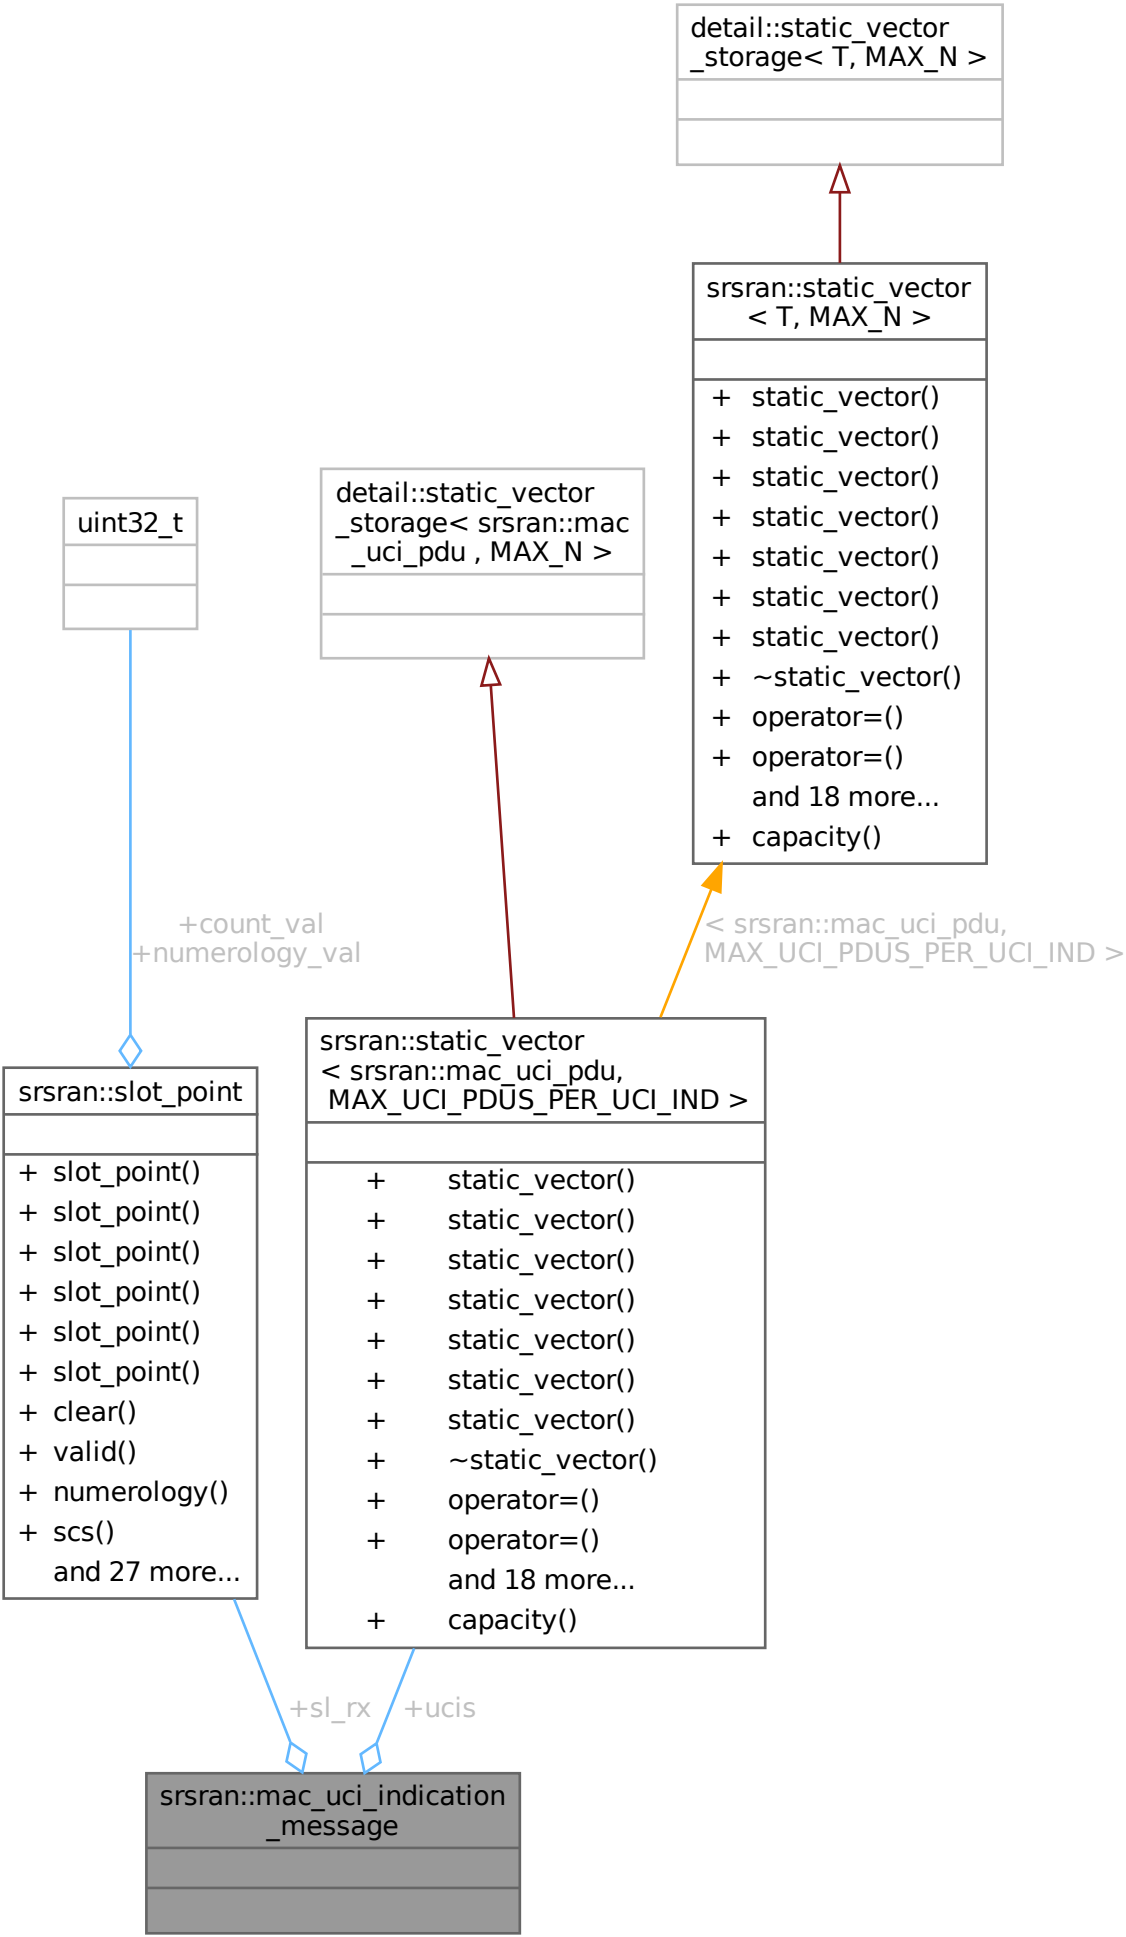 detail::static_vector
_storage< T, MAX_N >
srsran::static_vector
< T, MAX_N >
+ static_vector()
+ static_vector()
+ static_vector()
+ static_vector()
+ static_vector()
+ static_vector()
+ static_vector()
+ ~static_vector()
+ operator=()
+ operator=()
and 18 more...
+ capacity()
detail::static_vector
_storage< srsran::mac
_uci_pdu , MAX_N >
uint32_t
+count_val
+numerology_val
< srsran::mac_uci_pdu,
MAX_UCI_PDUS_PER_UCI_IND >
srsran::slot_point
+ slot_point()
+ slot_point()
+ slot_point()
+ slot_point()
+ slot_point()
+ slot_point()
+ clear()
+ valid()
+ numerology()
+ scs()
and 27 more...
srsran::static_vector
< srsran::mac_uci_pdu,
MAX_UCI_PDUS_PER_UCI_IND >
+ static_vector()
+ static_vector()
+ static_vector()
+ static_vector()
+ static_vector()
+ static_vector()
+ static_vector()
+ ~static_vector()
+ operator=()
+ operator=()
and 18 more...
+ capacity()
+sl_rx
+ucis
srsran::mac_uci_indication
_message